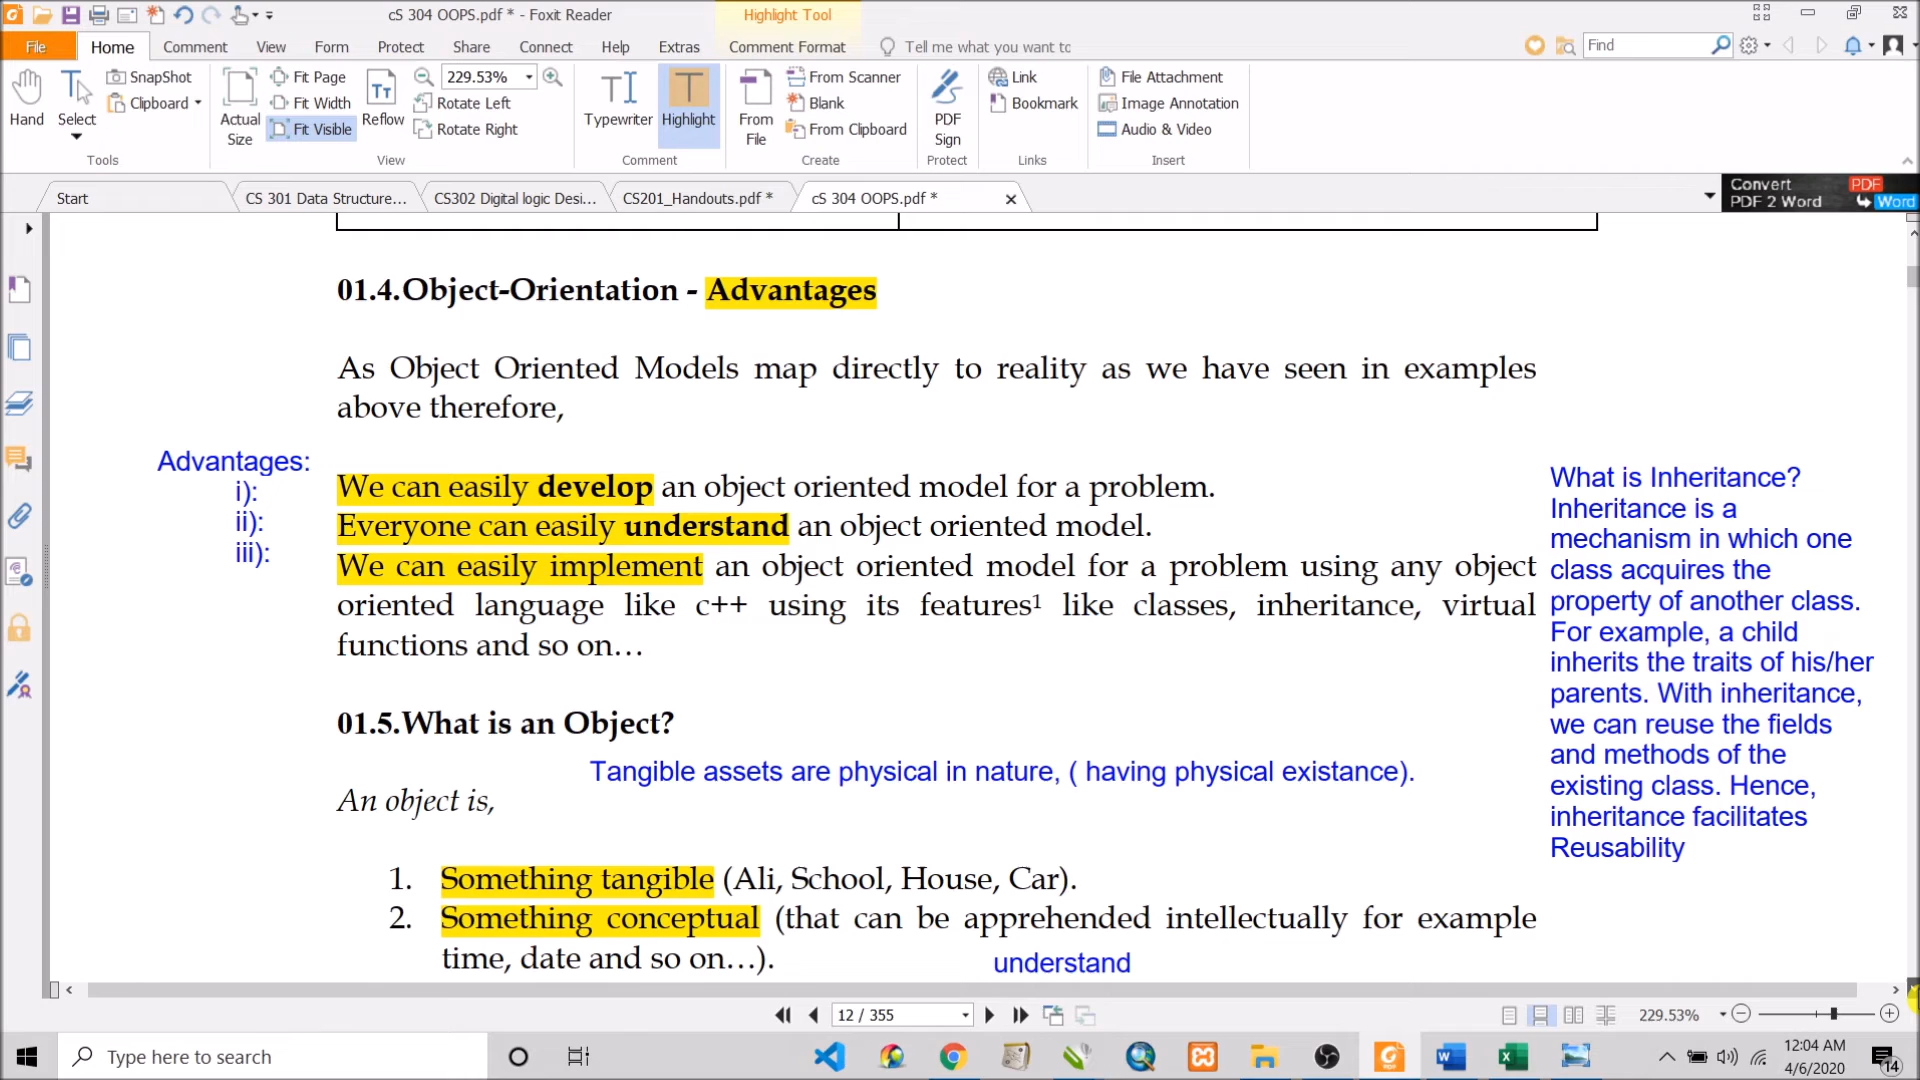 cS 304 OOPS.pdf * - Foxit Reader
Highlight Tool
File Home Comment View Form Protect Share Connect Help Extras Comment Format Tell me what you want to
Find
Hand
Select
SnapShot
Clipboard
Tools
Actual Size
Fit Page
Fit Width
Fit Visible
Reflow
229.53%
Rotate Left
Rotate Right
View
Typewriter
Highlight
Comment
From File
From Scanner
Blank
From Clipboard
Create
PDF Sign
Protect
Link
Bookmark
Links
File Attachment
Image Annotation
Audio & Video
Insert
Start
CS 301 Data Structure...
CS302 Digital logic Desi...
CS201_Handouts.pdf *
cS 304 OOPS.pdf *
Convert PDF
PDF 2 Word Word
01.4.Object-Orientation - Advantages
As Object Oriented Models map directly to reality as we have seen in examples
above therefore,
Advantages:
i):
ii):
iii):
We can easily develop an object oriented model for a problem.
Everyone can easily understand an object oriented model.
We can easily implement an object oriented model for a problem using any object
oriented language like c++ using its features¹ like classes, inheritance, virtual
functions and so on…
What is Inheritance?
Inheritance is a
mechanism in which one
class acquires the
property of another class.
For example, a child
inherits the traits of his/her
parents. With inheritance,
we can reuse the fields
and methods of the
existing class. Hence,
inheritance facilitates
Reusability
01.5.What is an Object?
Tangible assets are physical in nature, ( having physical existance).
An object is,
1. Something tangible (Ali, School, House, Car).
2. Something conceptual (that can be apprehended intellectually for example
time, date and so on…).
understand
12 / 355
229.53%
Type here to search
12:04 AM
4/6/2020
14